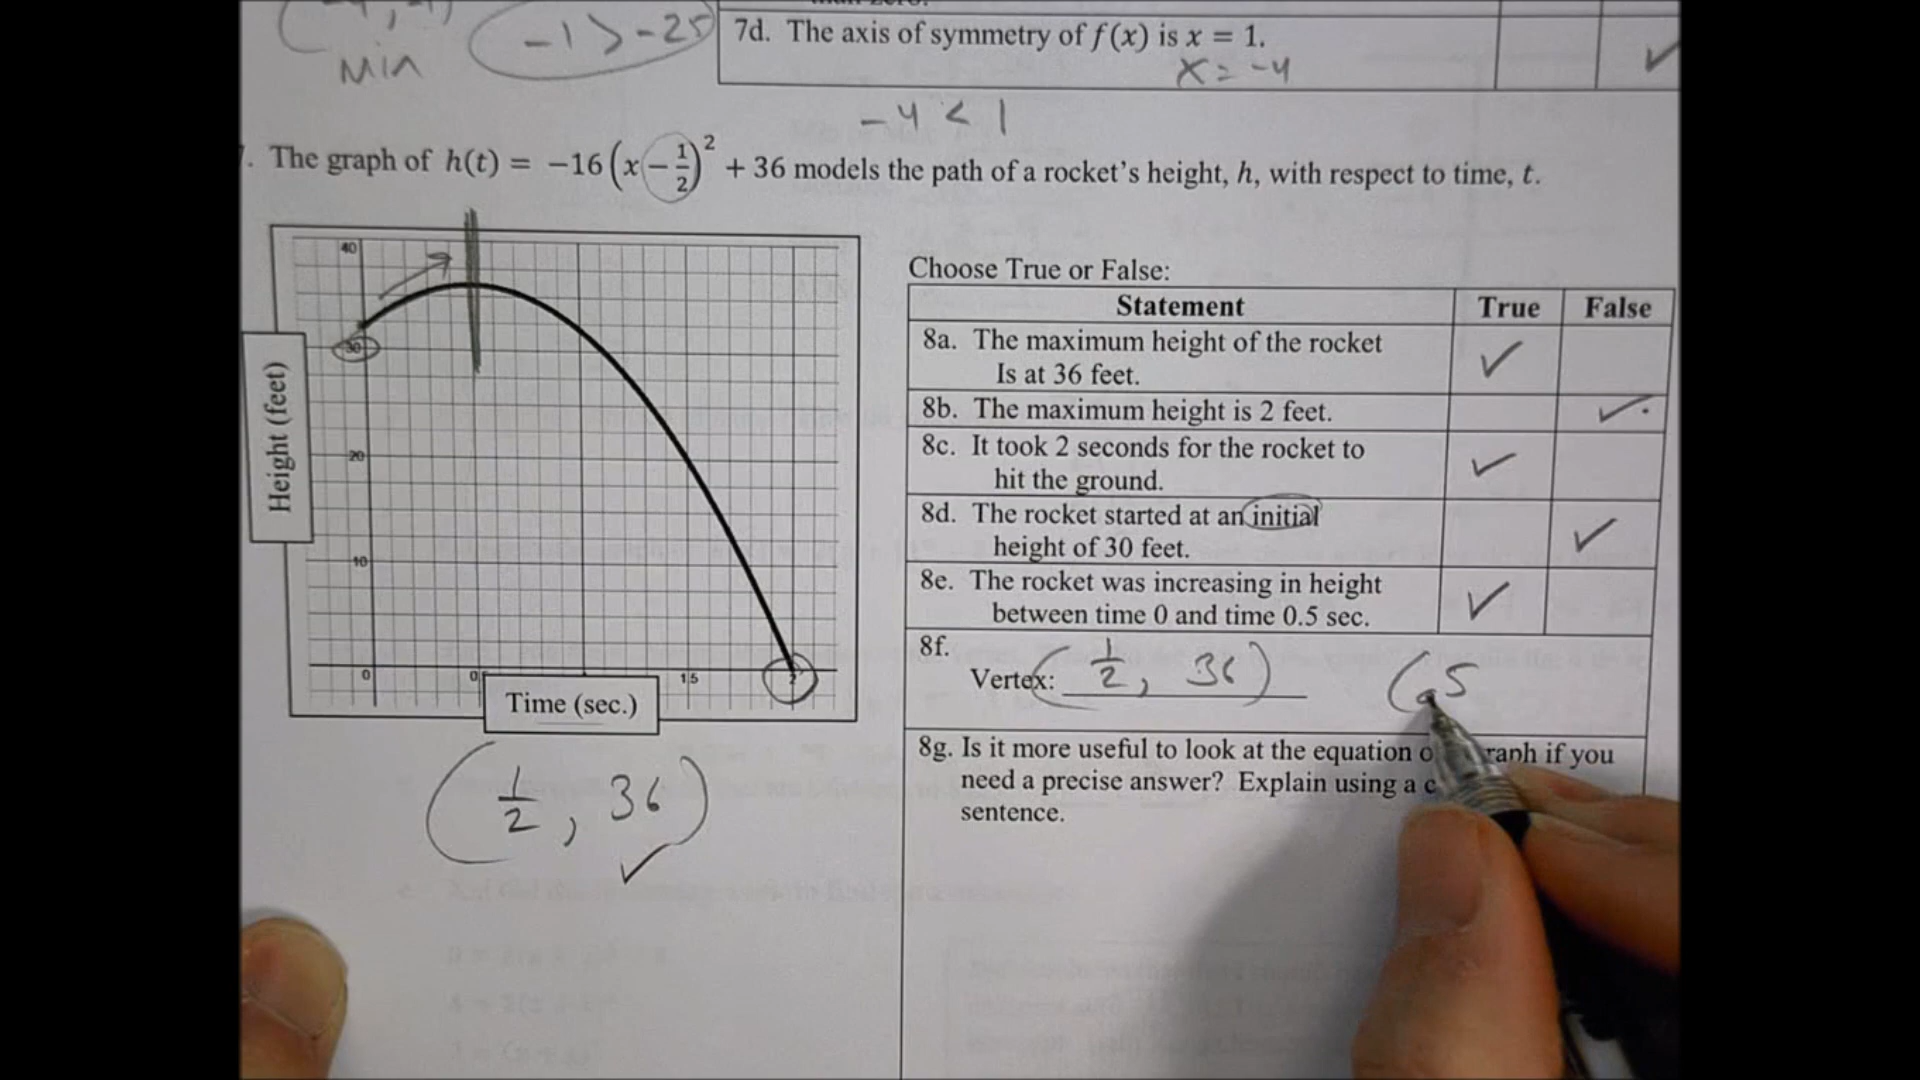 Min
-1 > -25
7d. The axis of symmetry of f(x) is x = 1.
x = -4
-4 < 1
. The graph of h(t) = −16(x − 1/2)² + 36 models the path of a rocket's height, h, with respect to time, t.
40
30
20
10
0
1.5
2
Height (feet)
Time (sec.)
(1/2, 36)
Choose True or False:
Statement True False
8a. The maximum height of the rocket ✓
Is at 36 feet.
8b. The maximum height is 2 feet. ✓
8c. It took 2 seconds for the rocket to ✓
hit the ground.
8d. The rocket started at an initial ✓
height of 30 feet.
8e. The rocket was increasing in height ✓
between time 0 and time 0.5 sec.
8f.
Vertex: (1/2, 36) (.5
8g. Is it more useful to look at the equation if you
need a precise answer? Explain using a
sentence.